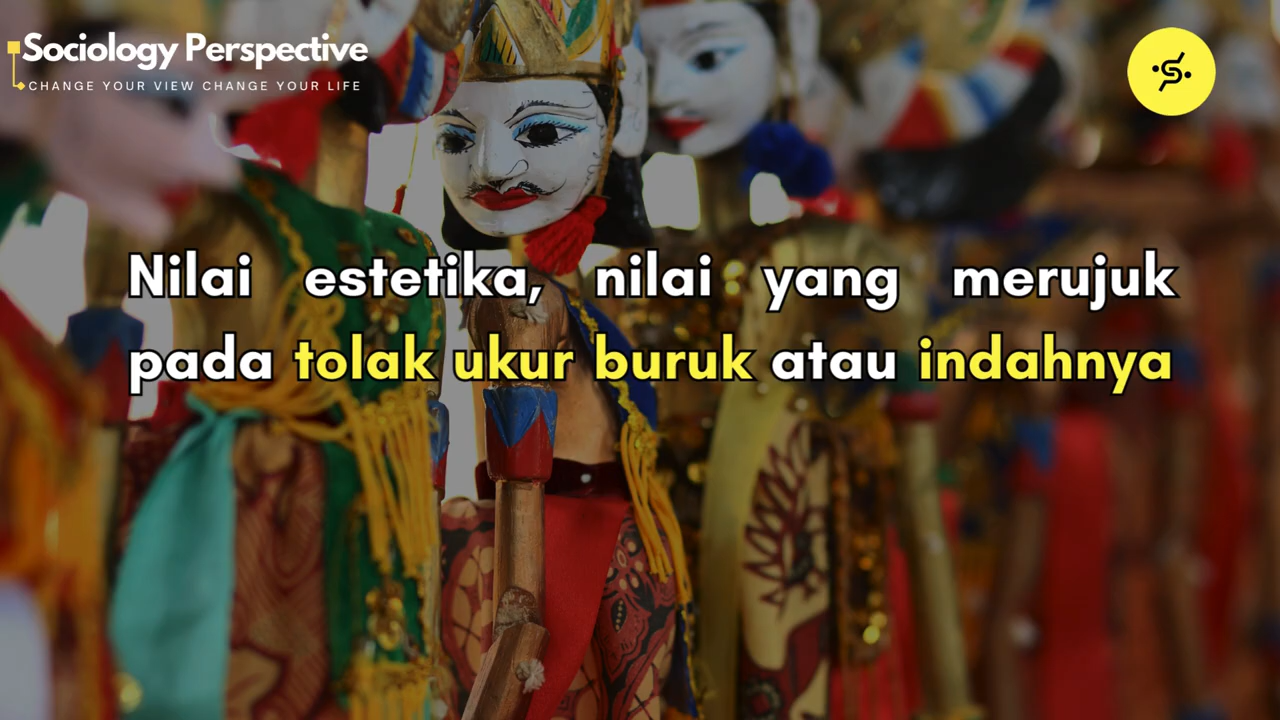 Sociology Perspective
CHANGE YOUR VIEW CHANGE YOUR LIFE
Nilai estetika, nilai yang merujuk
pada tolak ukur buruk atau indahnya